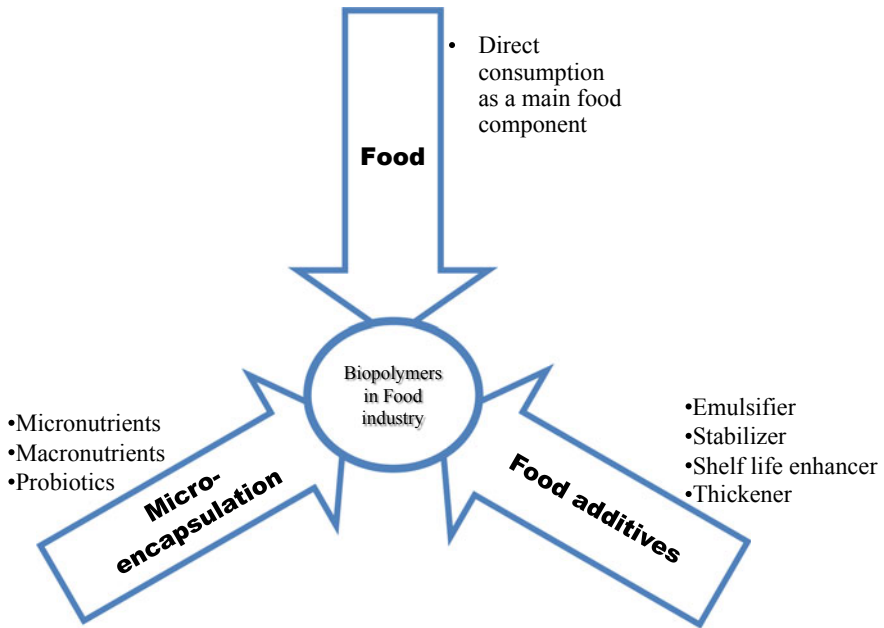 • Direct
consumption
as a main food
component
Food
Biopolymers
in Food
industry
•Micronutrients
•Macronutrients
•Probiotics
Micro-
encapsulation
•Emulsifier
•Stabilizer
•Shelf life enhancer
•Thickener
Food additives